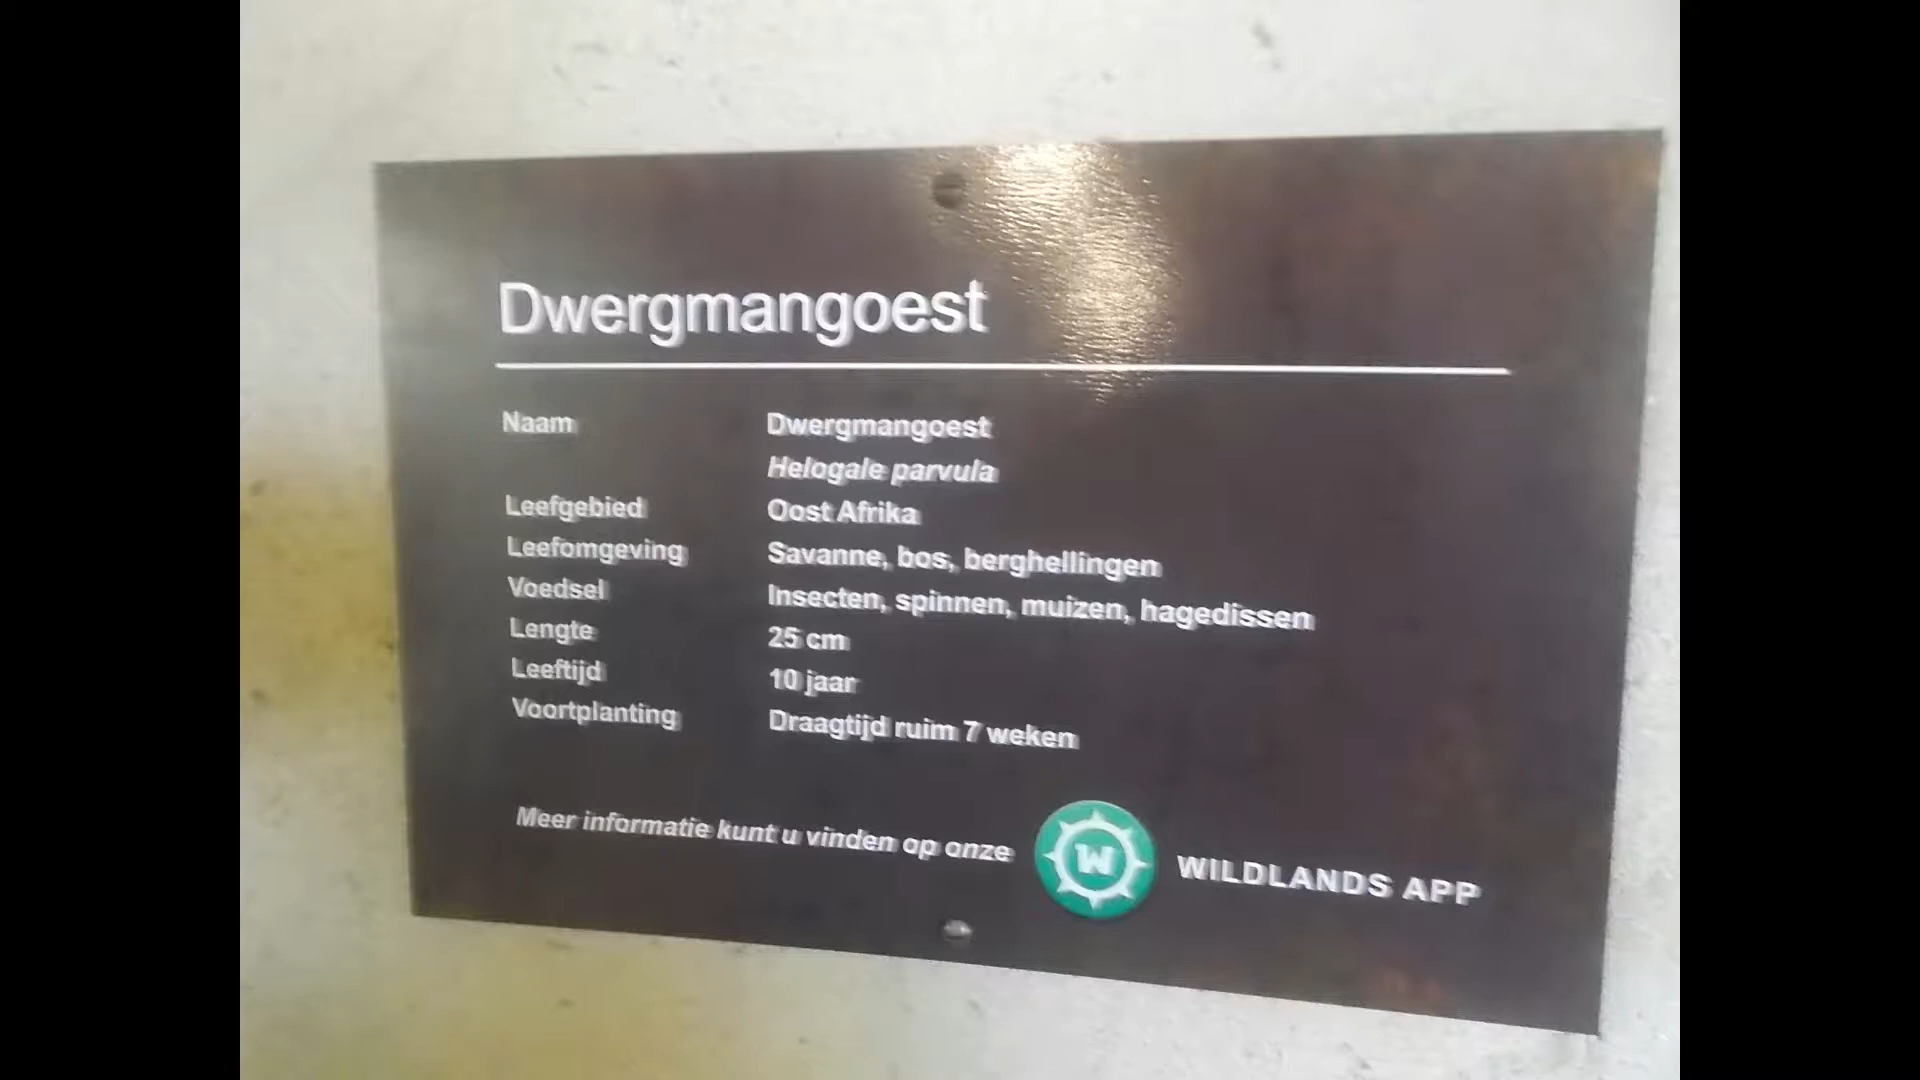 Dwergmangoest
Naam Dwergmangoest
Helogale parvula
Leefgebied Oost Afrika
Leefomgeving Savanne, bos, berghellingen
Voedsel Insecten, spinnen, muizen, hagedissen
Lengte 25 cm
Leeftijd 10 jaar
Voortplanting Draagtijd ruim 7 weken
Meer informatie kunt u vinden op onze W WILDLANDS APP